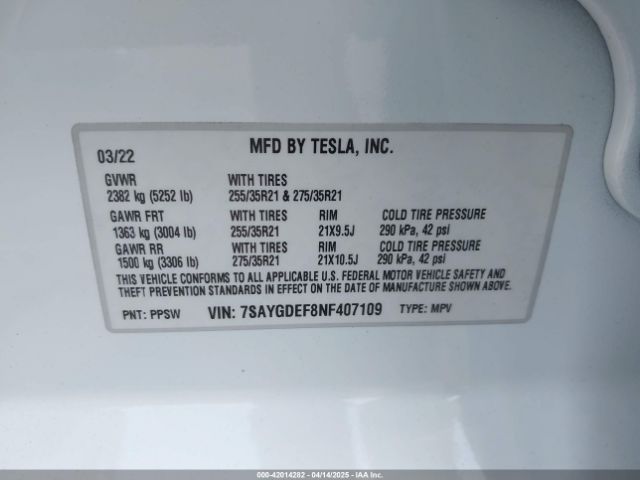 03/22 MFD BY TESLA, INC.
GVWR WITH TIRES
2382 kg (5252 lb) 255/35R21 & 275/35R21
GAWR FRT WITH TIRES RIM COLD TIRE PRESSURE
1363 kg (3004 lb) 255/35R21 21X9.5J 290 kPa, 42 psi
GAWR RR WITH TIRES RIM COLD TIRE PRESSURE
1500 kg (3306 lb) 275/35R21 21X10.5J 290 kPa, 42 psi
THIS VEHICLE CONFORMS TO ALL APPLICABLE U.S. FEDERAL MOTOR VEHICLE SAFETY AND
THEFT PREVENTION STANDARDS IN EFFECT ON THE DATE OF MANUFACTURE SHOWN ABOVE.
PNT: PPSW VIN: 7SAYGDEF8NF407109 TYPE: MPV
000-42014282 - 04/14/2025 - IAAI, INC.